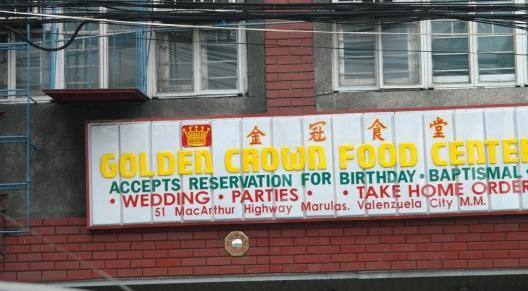 金冠食堂
GOLDEN CROWN FOOD CENTE
ACCEPTS RESERVATION FOR BIRTHDAY • BAPTISMAL •
• WEDDING • PARTIES • • TAKE HOME ORDER
51 MacArthur Highway Marulas, Valenzuela City M.M.